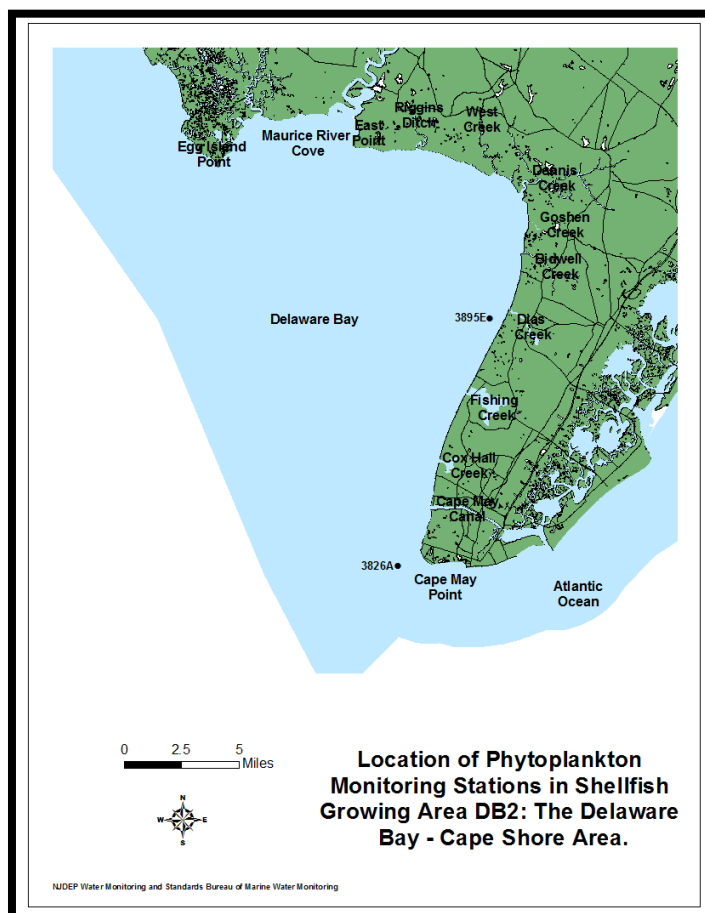 Riggins
Ditch
West
Creek
East
Point
Maurice River
Cove
Egg Island
Point
Dennis
Creek
Goshen
Creek
Bidwell
Creek
3895E
Dias
Creek
Delaware Bay
Fishing
Creek
Cox Hall
Creek
Cape May
Canal
3826A
Cape May
Point
Atlantic
Ocean
0 2.5 5
Miles
N
W E
S
Location of Phytoplankton
Monitoring Stations in Shellfish
Growing Area DB2: The Delaware
Bay - Cape Shore Area.
NJDEP Water Monitoring and Standards Bureau of Marine Water Monitoring